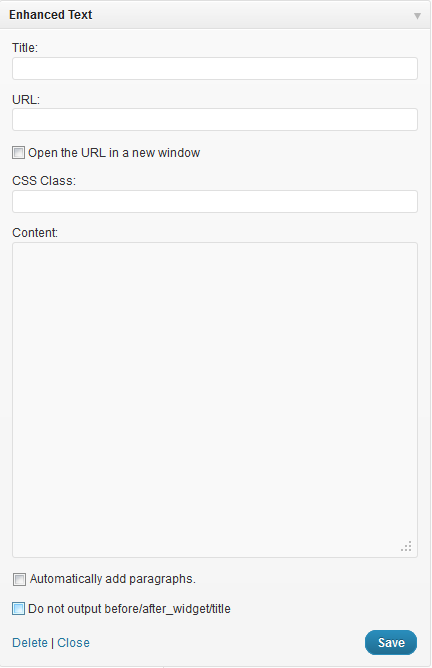 Enhanced Text
Title:
URL:
Open the URL in a new window
CSS Class:
Content:
Automatically add paragraphs.
Do not output before/after_widget/title
Delete | Close
Save